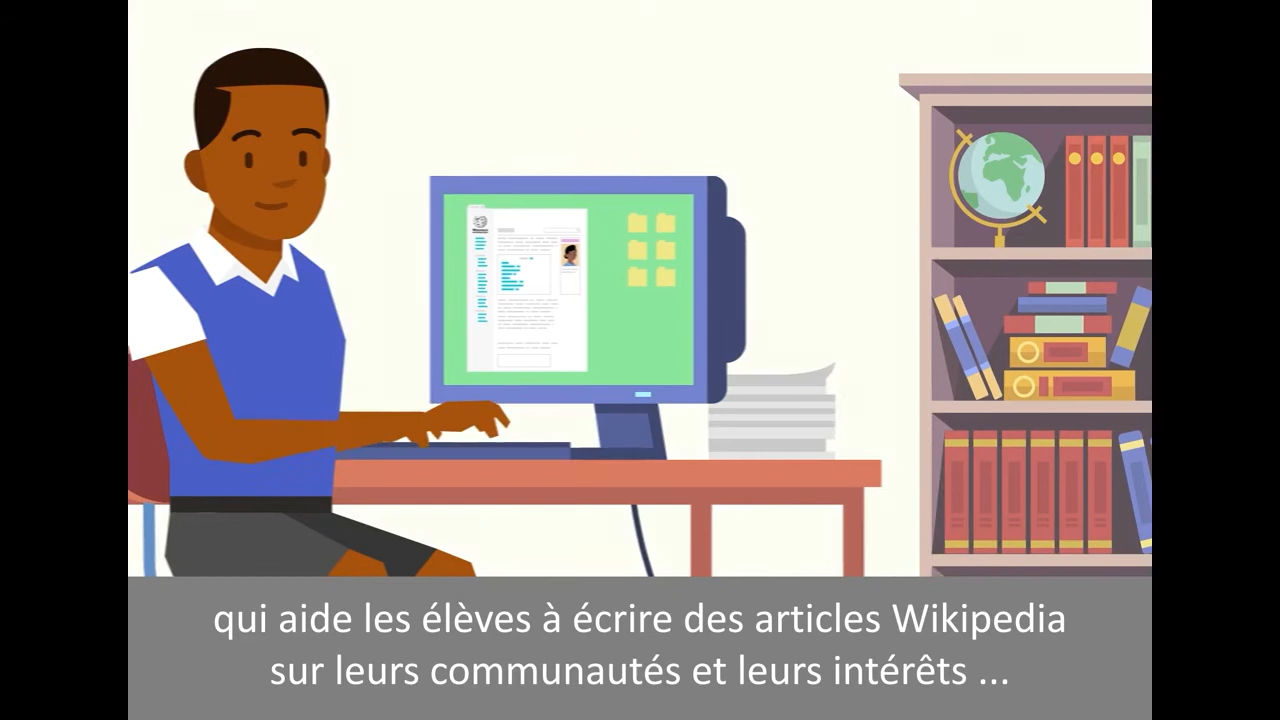 qui aide les élèves à écrire des articles Wikipedia
sur leurs communautés et leurs intérêts ...